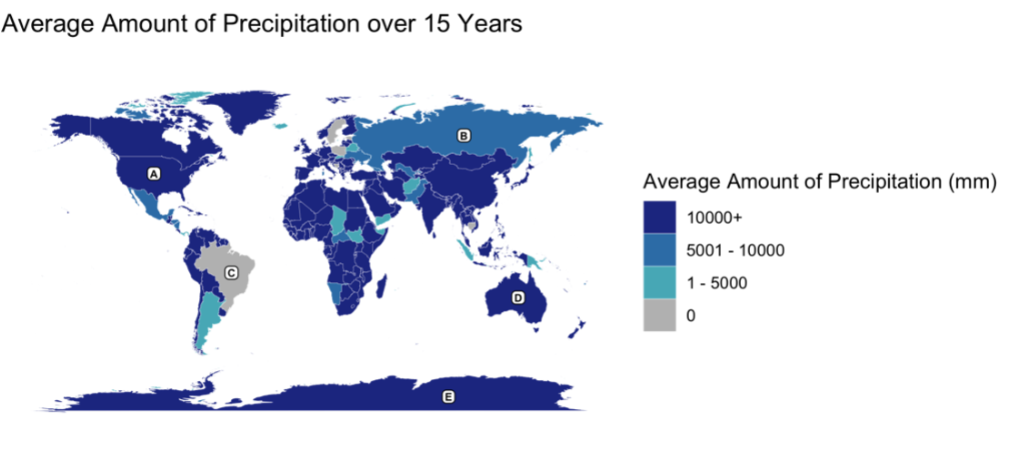 Average Amount of Precipitation over 15 Years
A
B
C
D
E
Average Amount of Precipitation (mm)
10000+
5001 - 10000
1 - 5000
0